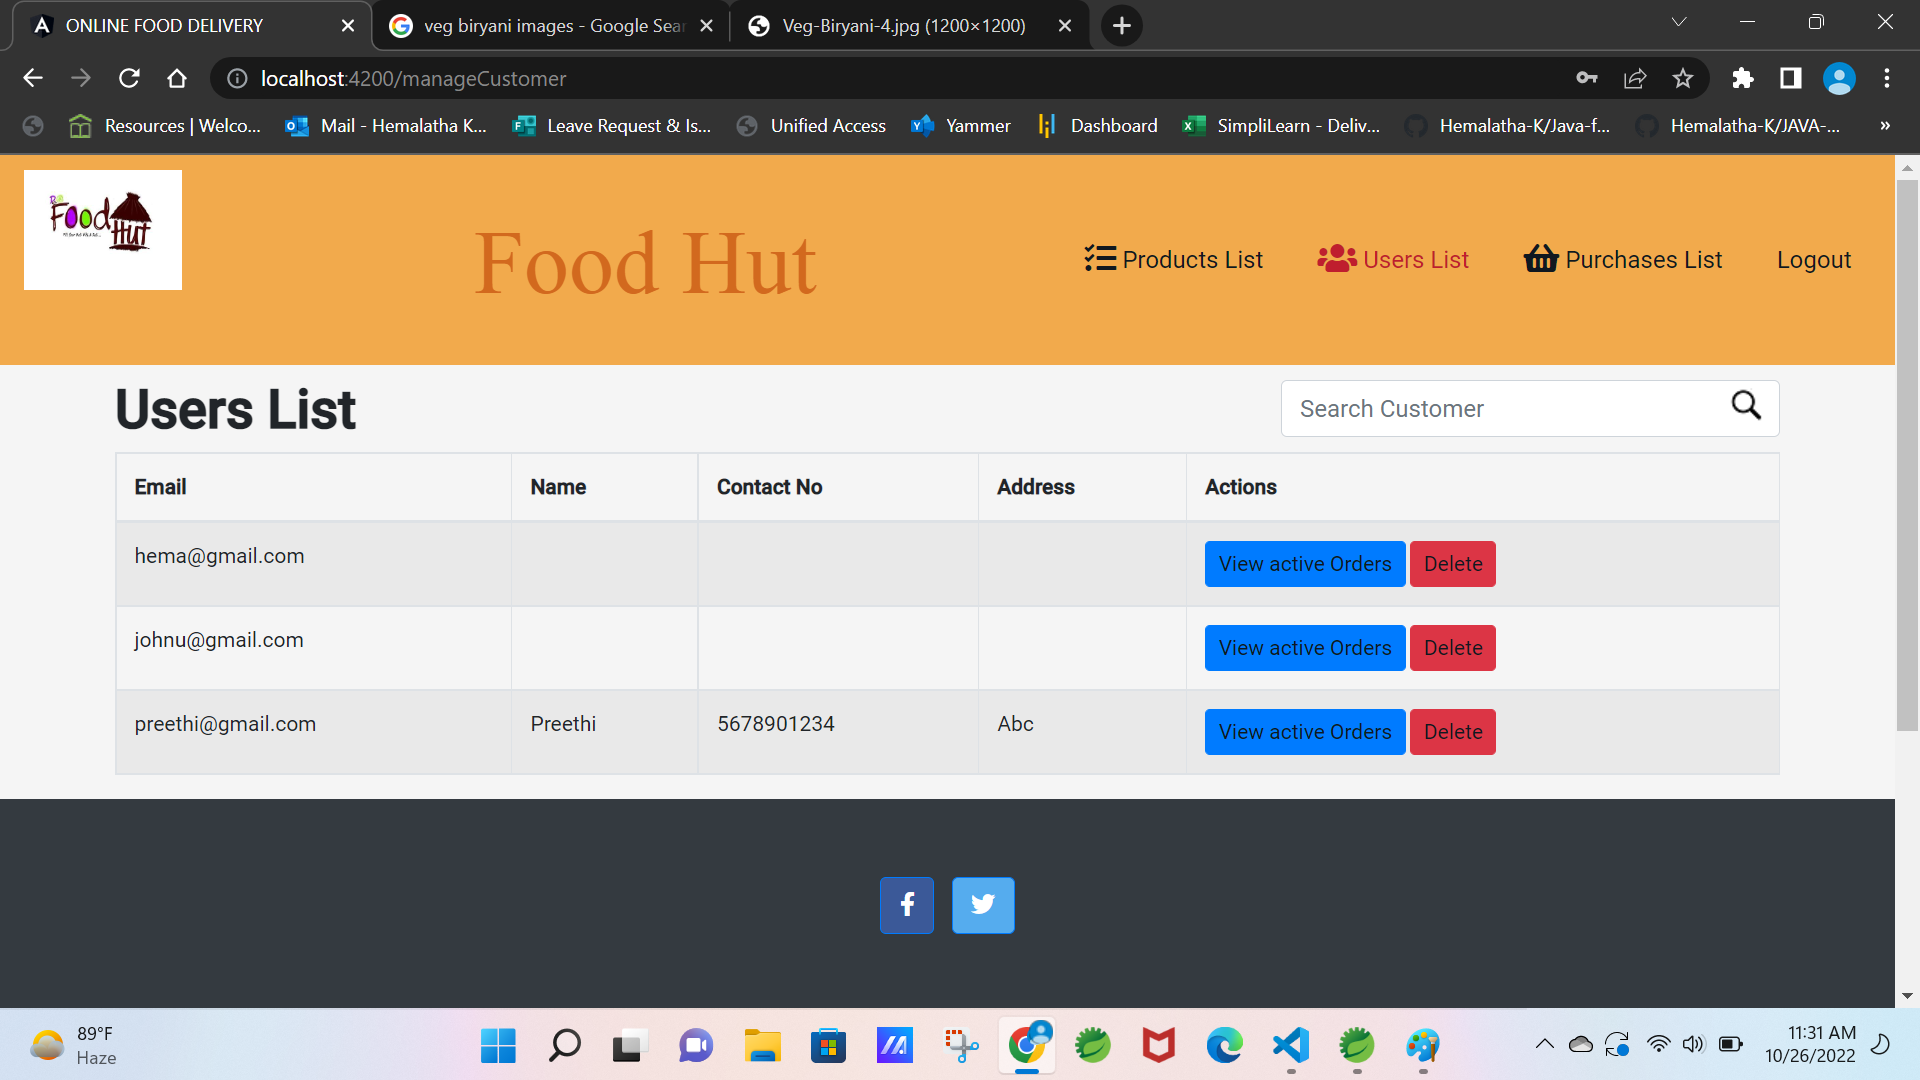 ONLINE FOOD DELIVERY
veg biryani images - Google Sear
Veg-Biryani-4.jpg (1200×1200)
localhost:4200/manageCustomer
Resources | Welco...
Mail - Hemalatha K...
Leave Request & Is...
Unified Access
Yammer
Dashboard
SimpliLearn - Deliv...
Hemalatha-K/Java-f...
Hemalatha-K/JAVA-...
»
Food Hut
Food Hut
Products List
Users List
Purchases List
Logout
Users List
Search Customer
Email Name Contact No Address Actions
hema@gmail.com View active Orders Delete
johnu@gmail.com View active Orders Delete
preethi@gmail.com Preethi 5678901234 Abc View active Orders Delete
89°F
Haze
11:31 AM
10/26/2022